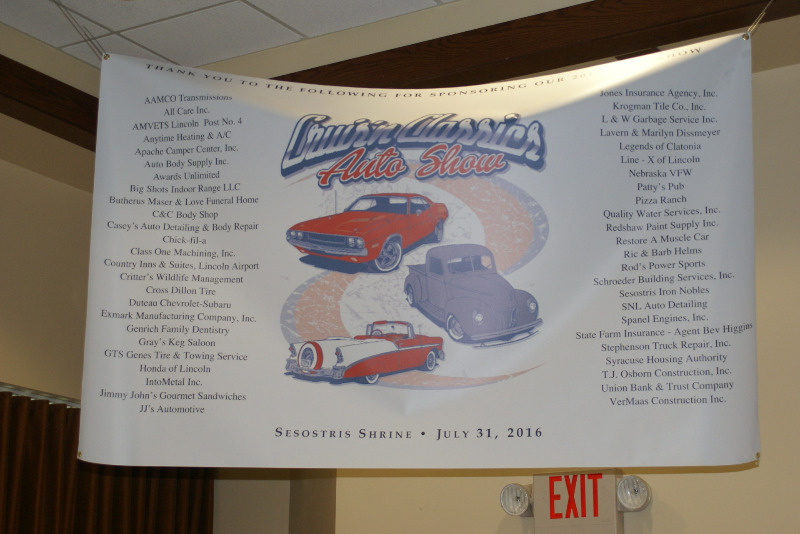 THANK YOU TO THE FOLLOWING FOR SPONSORING OUR SHOW
AAMCO Transmissions
All Care Inc.
AMVETS Lincoln Post No. 4
Anytime Heating & A/C
Apache Camper Center, Inc.
Auto Body Supply Inc.
Awards Unlimited
Big Shots Indoor Range LLC
Butherus Maser & Love Funeral Home
C&C Body Shop
Casey's Auto Detailing & Body Repair
Chick-fil-a
Class One Machining, Inc.
Country Inns & Suites, Lincoln Airport
Critter's Wildlife Management
Cross Dillon Tire
Duteau Chevrolet-Subaru
Exmark Manufacturing Company, Inc.
Genrich Family Dentistry
Gray's Keg Saloon
GTS Genes Tire & Towing Service
Honda of Lincoln
IntoMetal Inc.
Jimmy John's Gourmet Sandwiches
JJ's Automotive
Cruisin Classics
Auto Show
Jones Insurance Agency, Inc.
Krogman Tile Co., Inc.
L & W Garbage Service Inc.
Lavern & Marilyn Dissmeyer
Legends of Clatonia
Line - X of Lincoln
Nebraska VFW
Patty's Pub
Pizza Ranch
Quality Water Services, Inc.
Redshaw Paint Supply Inc.
Restore A Muscle Car
Ric & Barb Helms
Rod's Power Sports
Schroeder Building Services, Inc.
Sesostris Iron Nobles
SNL Auto Detailing
Spanel Engines, Inc.
State Farm Insurance - Agent Bev Higgins
Stephenson Truck Repair, Inc.
Syracuse Housing Authority
T.J. Osborn Construction, Inc.
Union Bank & Trust Company
VerMaas Construction Inc.
SESOSTRIS SHRINE • JULY 31, 2016
EXIT